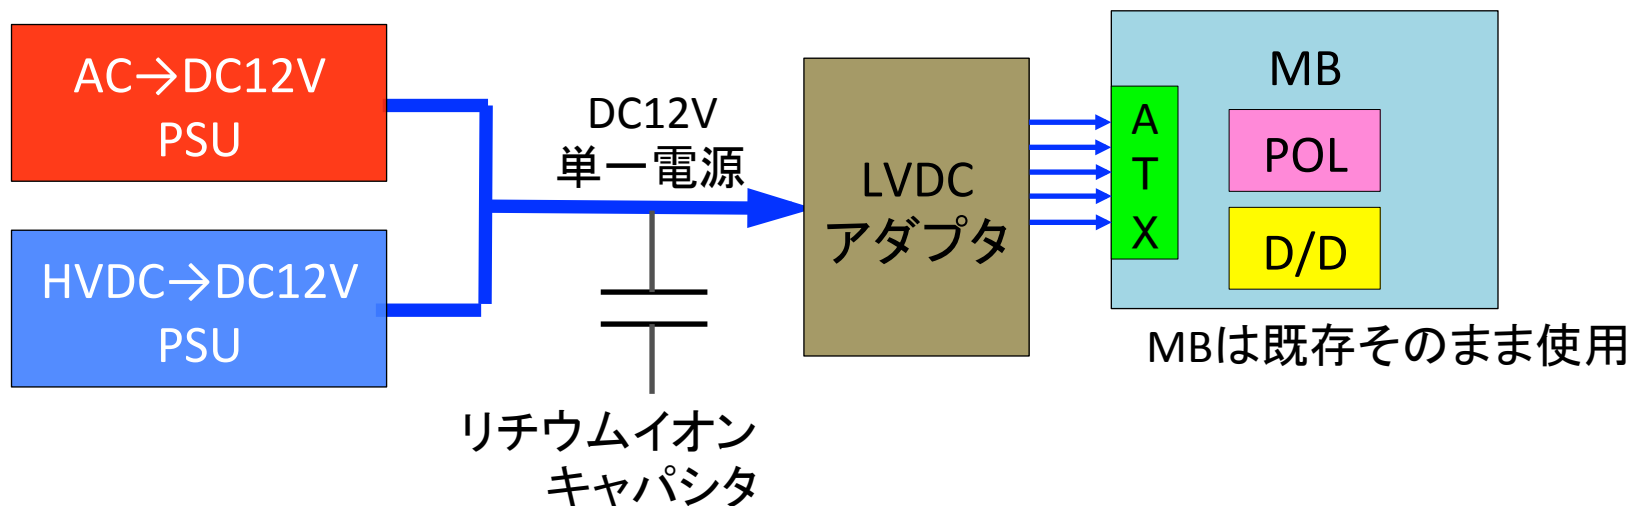 AC→DC12V
PSU
HVDC→DC12V
PSU
DC12V
単一電源
リチウムイオン
キャパシタ
LVDC
アダプタ
A
T
X
MB
POL
D/D
MBは既存そのまま使用